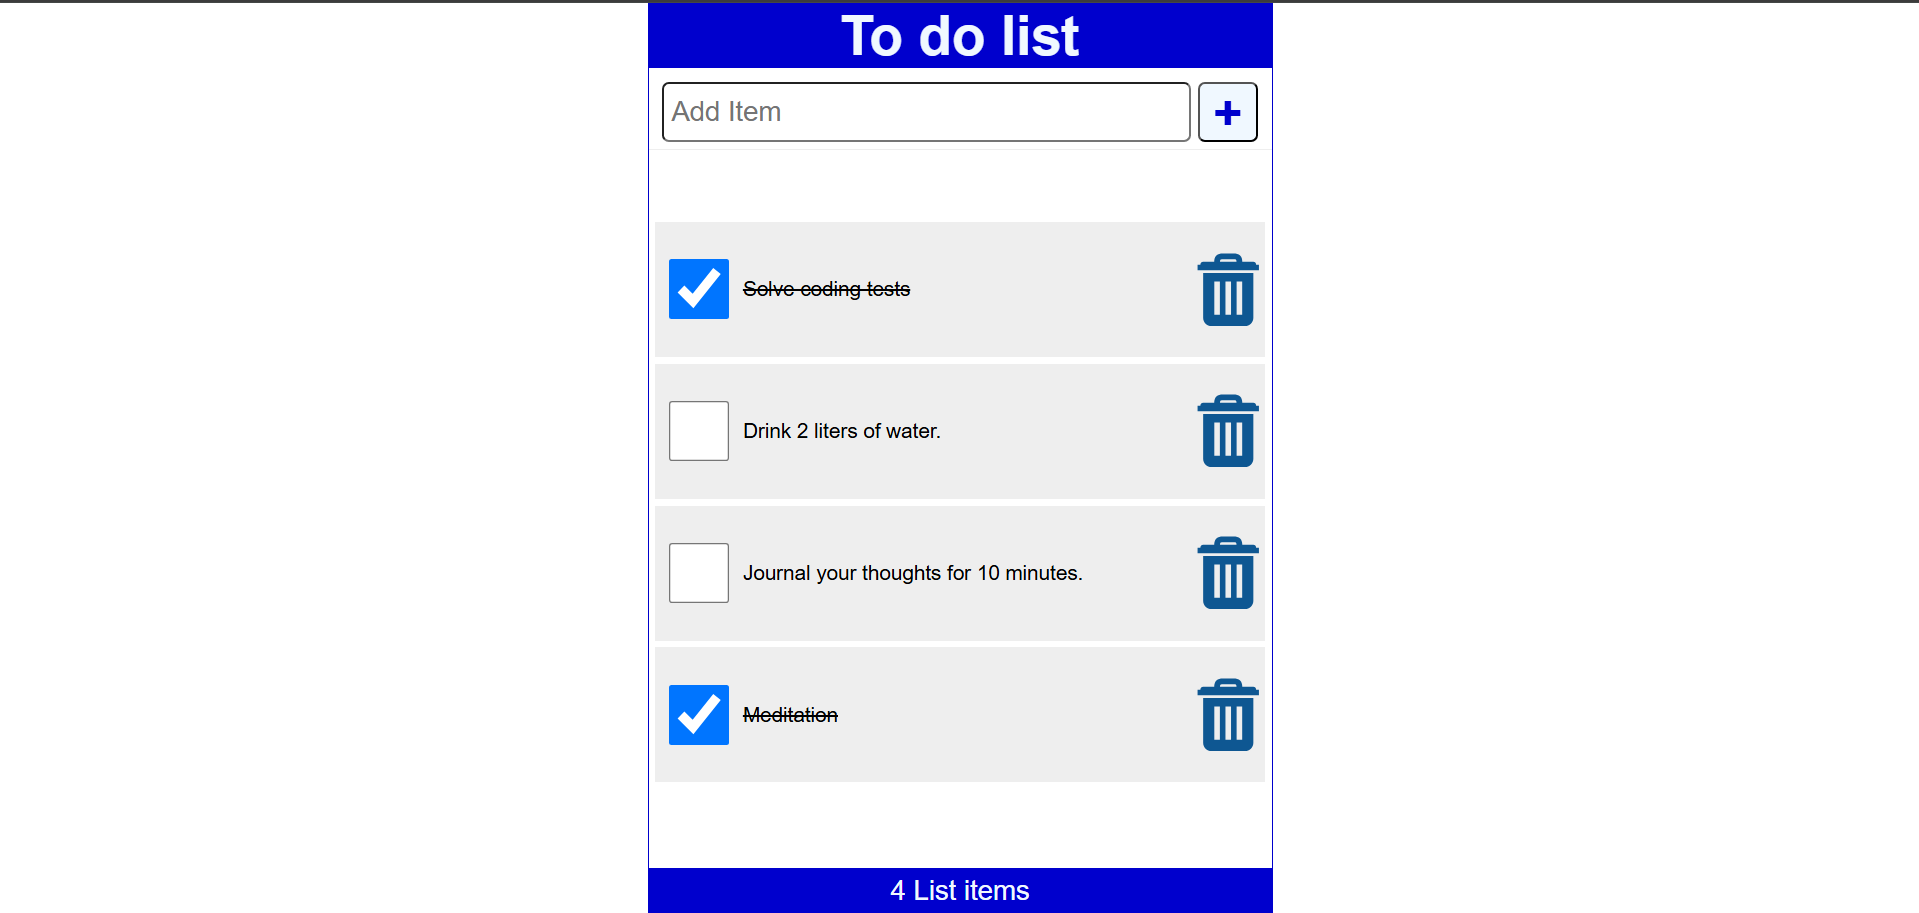 To do list
Add Item
+
Solve coding tests
Drink 2 liters of water.
Journal your thoughts for 10 minutes.
Meditation
4 List items